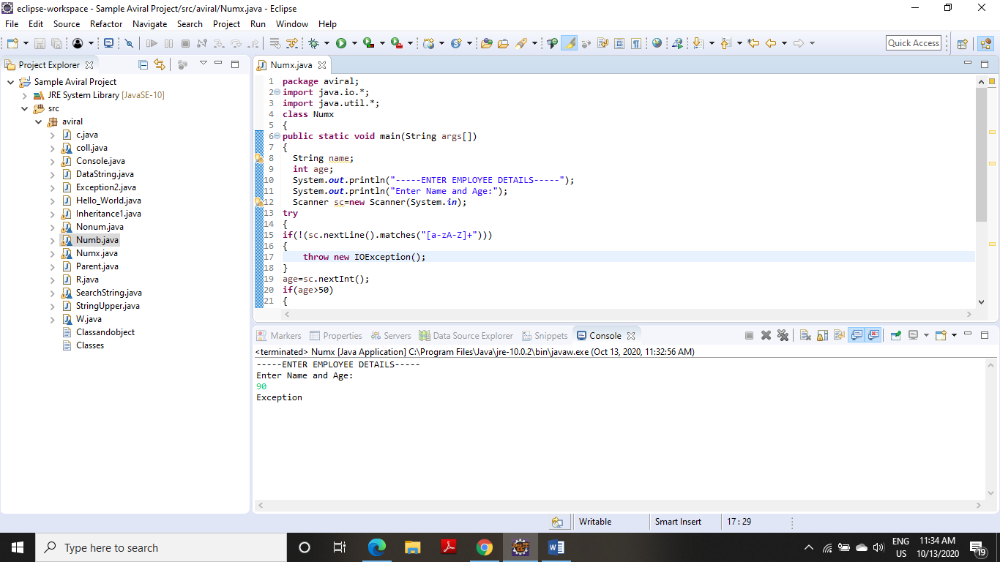 eclipse-workspace - Sample Aviral Project/src/aviral/Numx.java - Eclipse
File Edit Source Refactor Navigate Search Project Run Window Help
Quick Access
Project Explorer
Sample Aviral Project
JRE System Library [JavaSE-10]
src
aviral
c.java
coll.java
Console.java
DataString.java
Exception2.java
Hello_World.java
Inheritance1.java
Nonum.java
Numb.java
Numx.java
Parent.java
R.java
SearchString.java
StringUpper.java
W.java
Classandobject
Classes
Numx.java
1 package aviral;
2 import java.io.*;
3 import java.util.*;
4 class Numx
5 {
6 public static void main(String args[])
7 {
8 String name;
9 int age;
10 System.out.println("-----ENTER EMPLOYEE DETAILS-----");
11 System.out.println("Enter Name and Age:");
12 Scanner sc=new Scanner(System.in);
13 try
14 {
15 if(!(sc.nextLine().matches("[a-zA-Z]+")))
16 {
17 throw new IOException();
18 }
19 age=sc.nextInt();
20 if(age>50)
21 {
Markers Properties Servers Data Source Explorer Snippets Console
<terminated> Numx [Java Application] C:\Program Files\Java\jre-10.0.2\bin\javaw.exe (Oct 13, 2020, 11:32:56 AM)
-----ENTER EMPLOYEE DETAILS-----
Enter Name and Age:
90
Exception
Writable Smart Insert 17 : 29
Type here to search
ENG
US
11:34 AM
10/13/2020
19